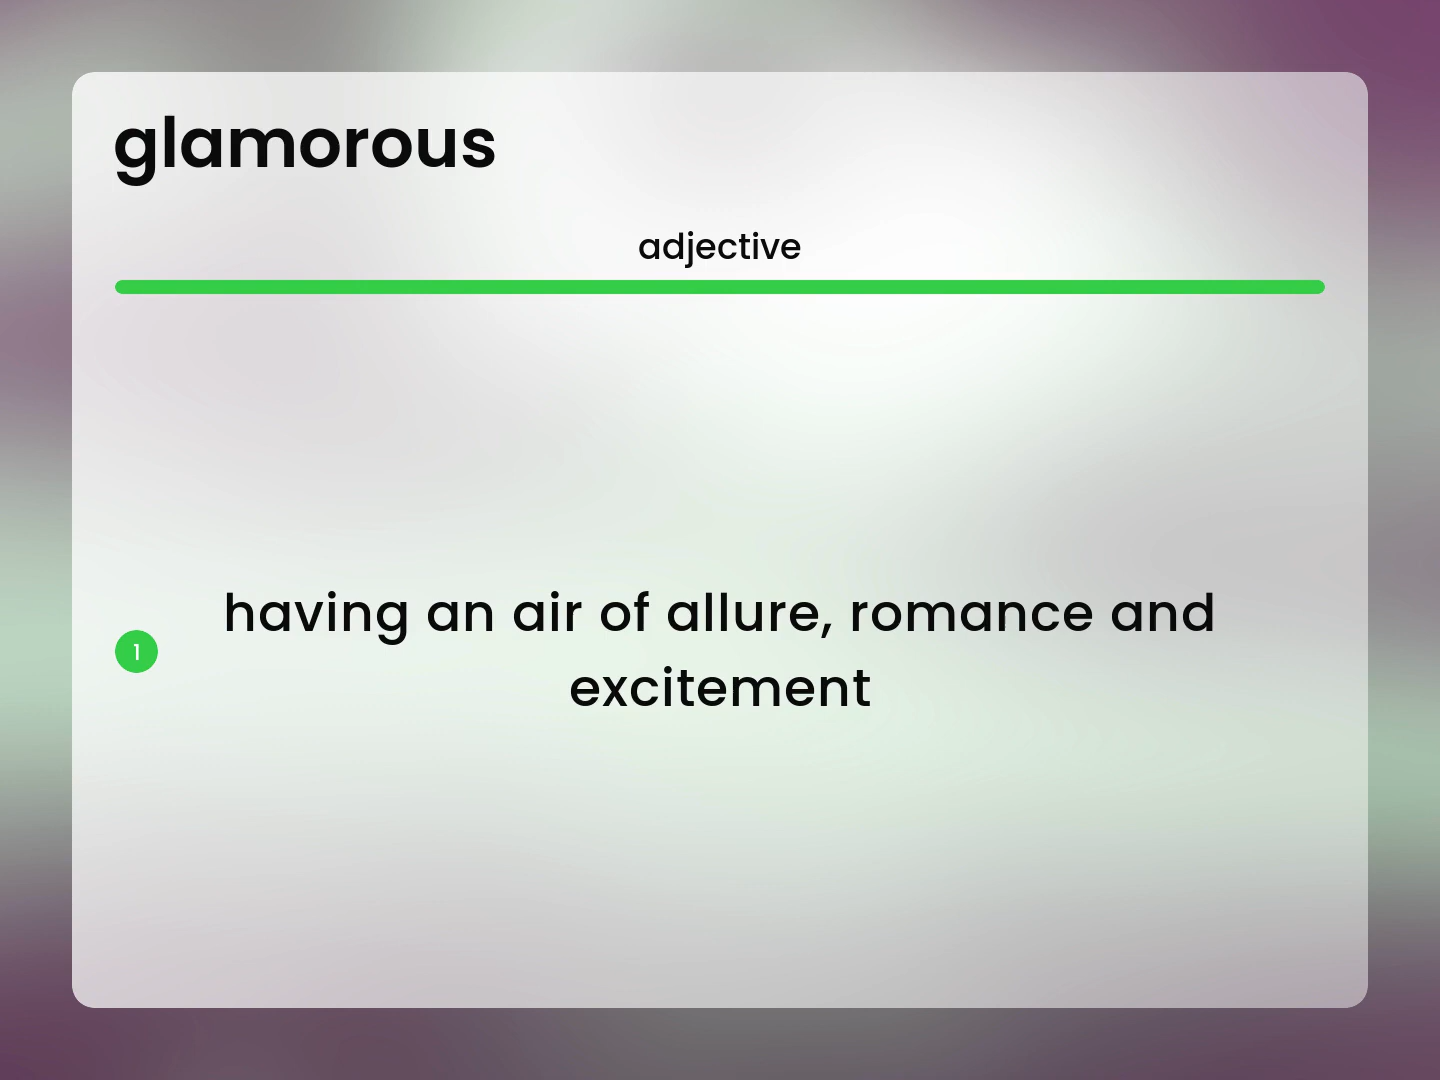 glamorous
adjective
1
having an air of allure, romance and
excitement